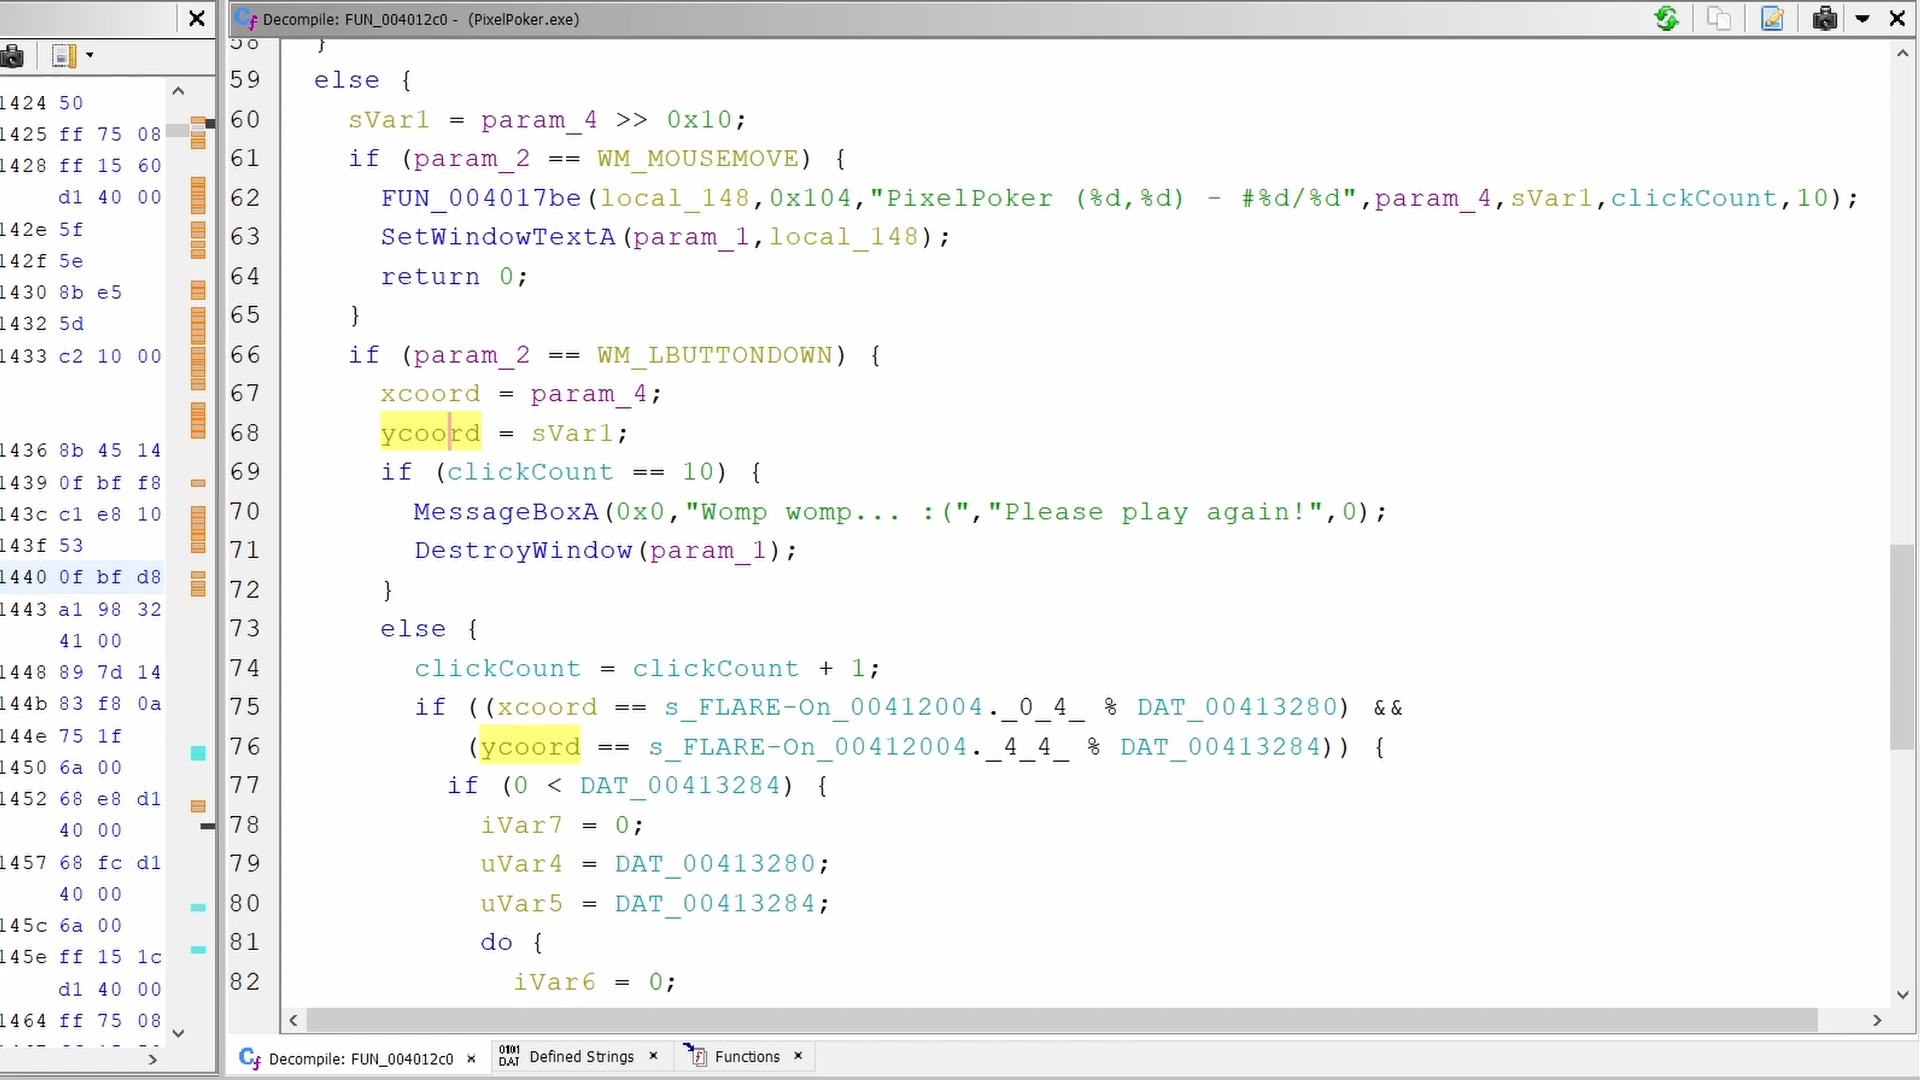 Decompile: FUN_004012c0 - (PixelPoker.exe)
1424 50
1425 ff 75 08
1428 ff 15 60
d1 40 00
142e 5f
142f 5e
1430 8b e5
1432 5d
1433 c2 10 00
1436 8b 45 14
1439 0f bf f8
143c c1 e8 10
143f 53
1440 0f bf d8
1443 a1 98 32
41 00
1448 89 7d 14
144b 83 f8 0a
144e 75 1f
1450 6a 00
1452 68 e8 d1
40 00
1457 68 fc d1
40 00
145c 6a 00
145e ff 15 1c
d1 40 00
1464 ff 75 08
58 }
59 else {
60 sVar1 = param_4 >> 0x10;
61 if (param_2 == WM_MOUSEMOVE) {
62 FUN_004017be(local_148,0x104,"PixelPoker (%d,%d) - #%d/%d",param_4,sVar1,clickCount,10);
63 SetWindowTextA(param_1,local_148);
64 return 0;
65 }
66 if (param_2 == WM_LBUTTONDOWN) {
67 xcoord = param_4;
68 ycoord = sVar1;
69 if (clickCount == 10) {
70 MessageBoxA(0x0,"Womp womp... :(","Please play again!",0);
71 DestroyWindow(param_1);
72 }
73 else {
74 clickCount = clickCount + 1;
75 if ((xcoord == s_FLARE-On_00412004._0_4_ % DAT_00413280) &&
76 (ycoord == s_FLARE-On_00412004._4_4_ % DAT_00413284)) {
77 if (0 < DAT_00413284) {
78 iVar7 = 0;
79 uVar4 = DAT_00413280;
80 uVar5 = DAT_00413284;
81 do {
82 iVar6 = 0;
Decompile: FUN_004012c0 × Defined Strings × Functions ×